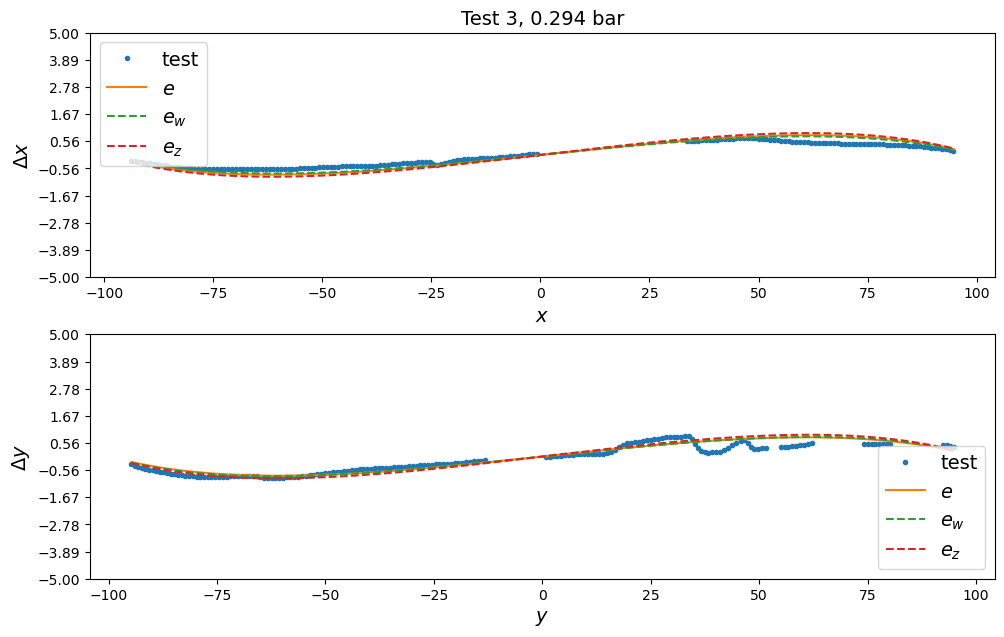 Test 3, 0.294 bar
5.00
3.89
2.78
1.67
0.56
−0.56
−1.67
−2.78
−3.89
−5.00
Δx
test
e
e_w
e_z
−100 −75 −50 −25 0 25 50 75 100
x
5.00
3.89
2.78
1.67
0.56
−0.56
−1.67
−2.78
−3.89
−5.00
Δy
test
e
e_w
e_z
−100 −75 −50 −25 0 25 50 75 100
y